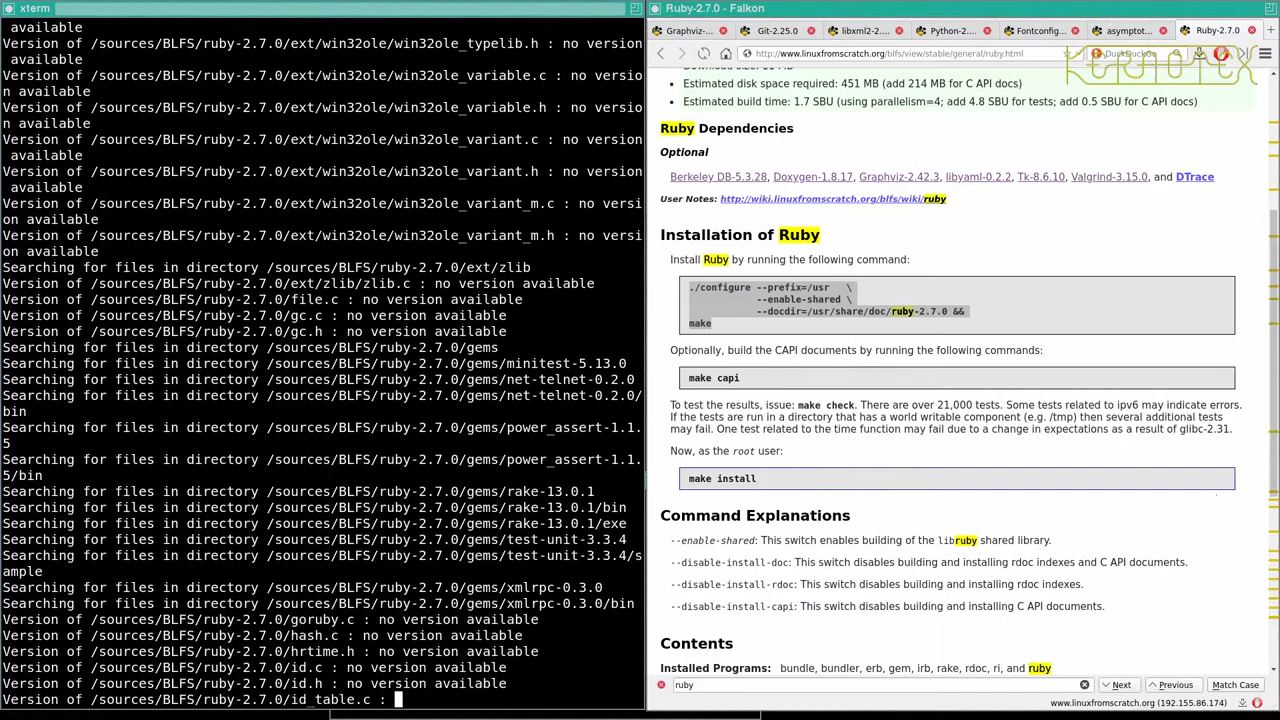 xterm
available
Version of /sources/BLFS/ruby-2.7.0/ext/win32ole/win32ole_typelib.h : no version
available
Version of /sources/BLFS/ruby-2.7.0/ext/win32ole/win32ole_variable.c : no versio
n available
Version of /sources/BLFS/ruby-2.7.0/ext/win32ole/win32ole_variable.h : no versio
n available
Version of /sources/BLFS/ruby-2.7.0/ext/win32ole/win32ole_variant.c : no version
available
Version of /sources/BLFS/ruby-2.7.0/ext/win32ole/win32ole_variant.h : no version
available
Version of /sources/BLFS/ruby-2.7.0/ext/win32ole/win32ole_variant_m.c : no versi
on available
Version of /sources/BLFS/ruby-2.7.0/ext/win32ole/win32ole_variant_m.h : no versi
on available
Searching for files in directory /sources/BLFS/ruby-2.7.0/ext/zlib
Version of /sources/BLFS/ruby-2.7.0/ext/zlib/zlib.c : no version available
Version of /sources/BLFS/ruby-2.7.0/file.c : no version available
Version of /sources/BLFS/ruby-2.7.0/gc.c : no version available
Version of /sources/BLFS/ruby-2.7.0/gc.h : no version available
Searching for files in directory /sources/BLFS/ruby-2.7.0/gems
Searching for files in directory /sources/BLFS/ruby-2.7.0/gems/minitest-5.13.0
Searching for files in directory /sources/BLFS/ruby-2.7.0/gems/net-telnet-0.2.0
Searching for files in directory /sources/BLFS/ruby-2.7.0/gems/net-telnet-0.2.0/
bin
Searching for files in directory /sources/BLFS/ruby-2.7.0/gems/power_assert-1.1.
5
Searching for files in directory /sources/BLFS/ruby-2.7.0/gems/power_assert-1.1.
5/bin
Searching for files in directory /sources/BLFS/ruby-2.7.0/gems/rake-13.0.1
Searching for files in directory /sources/BLFS/ruby-2.7.0/gems/rake-13.0.1/bin
Searching for files in directory /sources/BLFS/ruby-2.7.0/gems/rake-13.0.1/exe
Searching for files in directory /sources/BLFS/ruby-2.7.0/gems/test-unit-3.3.4
Searching for files in directory /sources/BLFS/ruby-2.7.0/gems/test-unit-3.3.4/s
ample
Searching for files in directory /sources/BLFS/ruby-2.7.0/gems/xmlrpc-0.3.0
Searching for files in directory /sources/BLFS/ruby-2.7.0/gems/xmlrpc-0.3.0/bin
Version of /sources/BLFS/ruby-2.7.0/goruby.c : no version available
Version of /sources/BLFS/ruby-2.7.0/hash.c : no version available
Version of /sources/BLFS/ruby-2.7.0/hrtime.h : no version available
Version of /sources/BLFS/ruby-2.7.0/id.c : no version available
Version of /sources/BLFS/ruby-2.7.0/id.h : no version available
Version of /sources/BLFS/ruby-2.7.0/id_table.c :
Ruby-2.7.0 - Falkon
Graphviz-... Git-2.25.0 libxml2-2.... Python-2.... Fontconfig... asymptot... Ruby-2.7.0
http://www.linuxfromscratch.org/blfs/view/stable/general/ruby.html DuckDuckGo
KERNOTEX
Estimated disk space required: 451 MB (add 214 MB for C API docs)
Estimated build time: 1.7 SBU (using parallelism=4; add 4.8 SBU for tests; add 0.5 SBU for C API docs)
Ruby Dependencies
Optional
Berkeley DB-5.3.28, Doxygen-1.8.17, Graphviz-2.42.3, libyaml-0.2.2, Tk-8.6.10, Valgrind-3.15.0, and DTrace
User Notes: http://wiki.linuxfromscratch.org/blfs/wiki/ruby
Installation of Ruby
Install Ruby by running the following command:
./configure --prefix=/usr \
--enable-shared \
--docdir=/usr/share/doc/ruby-2.7.0 &&
make
Optionally, build the CAPI documents by running the following commands:
make capi
To test the results, issue: make check. There are over 21,000 tests. Some tests related to ipv6 may indicate errors.
If the tests are run in a directory that has a world writable component (e.g. /tmp) then several additional tests
may fail. One test related to the time function may fail due to a change in expectations as a result of glibc-2.31.
Now, as the root user:
make install
Command Explanations
--enable-shared: This switch enables building of the libruby shared library.
--disable-install-doc: This switch disables building and installing rdoc indexes and C API documents.
--disable-install-rdoc: This switch disables building and installing rdoc indexes.
--disable-install-capi: This switch disables building and installing C API documents.
Contents
Installed Programs: bundle, bundler, erb, gem, irb, rake, rdoc, ri, and ruby
ruby Next Previous Match Case
www.linuxfromscratch.org (192.155.86.174)